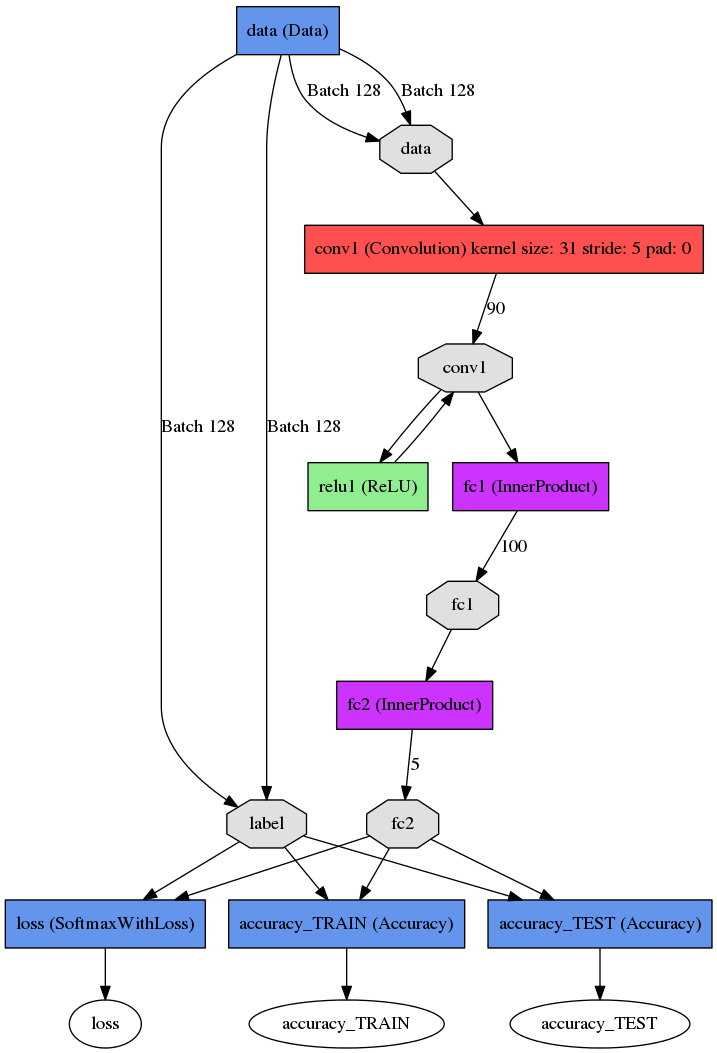 data (Data)
Batch 128
Batch 128
data
conv1 (Convolution) kernel size: 31 stride: 5 pad: 0
90
conv1
Batch 128
Batch 128
relu1 (ReLU)
fc1 (InnerProduct)
100
fc1
fc2 (InnerProduct)
5
label
fc2
loss (SoftmaxWithLoss)
accuracy_TRAIN (Accuracy)
accuracy_TEST (Accuracy)
loss
accuracy_TRAIN
accuracy_TEST